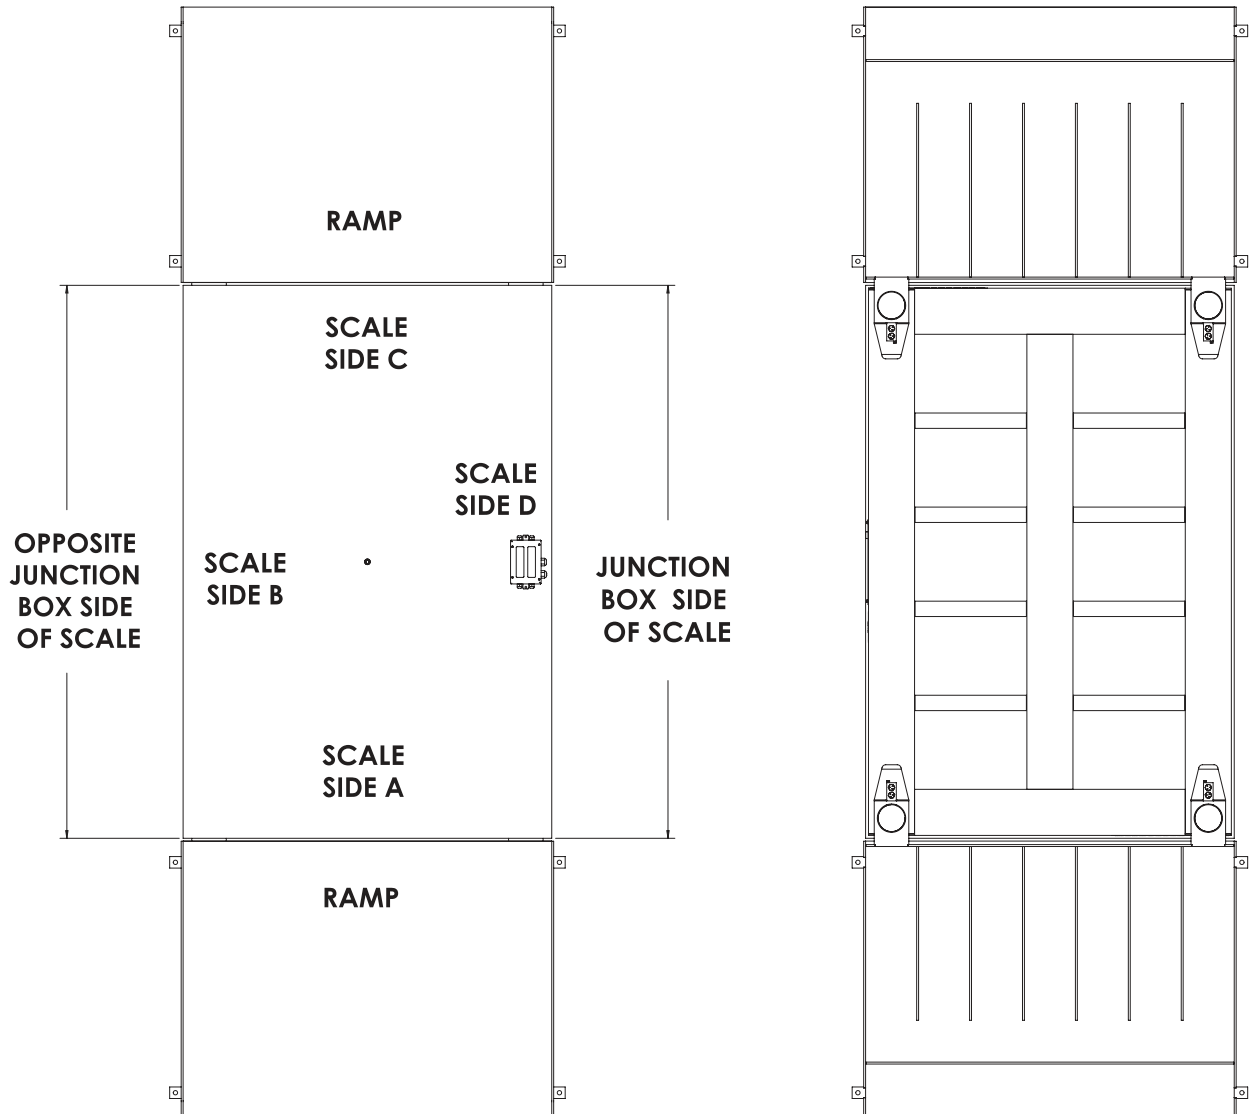 RAMP
SCALE
SIDE C
SCALE
SIDE D
OPPOSITE
JUNCTION
BOX SIDE
OF SCALE
SCALE
SIDE B
JUNCTION
BOX SIDE
OF SCALE
SCALE
SIDE A
RAMP